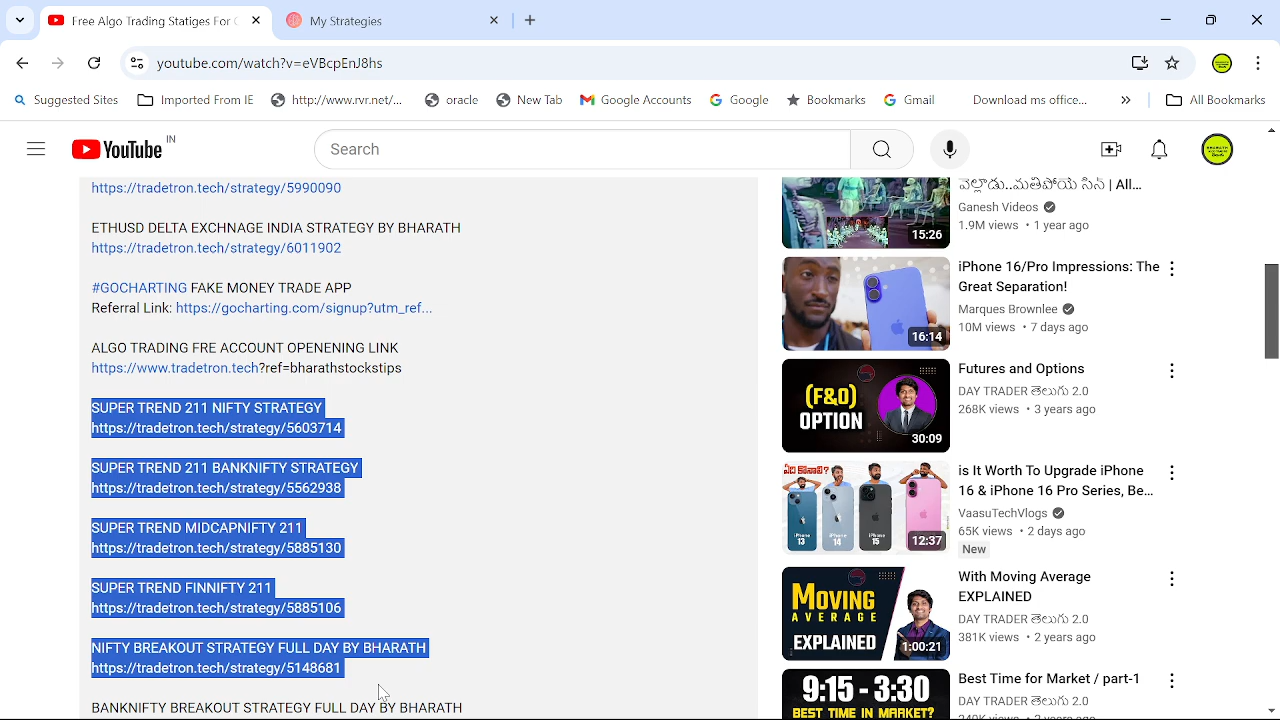 Free Algo Trading Statiges For
My Strategies
youtube.com/watch?v=eVBcpEnJ8hs
Suggested Sites
Imported From IE
http://www.rvr.net/...
oracle
New Tab
Google Accounts
Google
Bookmarks
Gmail
Download ms office...
»
All Bookmarks
YouTube IN
Search
https://tradetron.tech/strategy/5990090
ETHUSD DELTA EXCHNAGE INDIA STRATEGY BY BHARATH
https://tradetron.tech/strategy/6011902
#GOCHARTING FAKE MONEY TRADE APP
Referral Link: https://gocharting.com/signup?utm_ref...
ALGO TRADING FRE ACCOUNT OPENENING LINK
https://www.tradetron.tech?ref=bharathstockstips
SUPER TREND 211 NIFTY STRATEGY
https://tradetron.tech/strategy/5603714
SUPER TREND 211 BANKNIFTY STRATEGY
https://tradetron.tech/strategy/5562938
SUPER TREND MIDCAPNIFTY 211
https://tradetron.tech/strategy/5885130
SUPER TREND FINNIFTY 211
https://tradetron.tech/strategy/5885106
NIFTY BREAKOUT STRATEGY FULL DAY BY BHARATH
https://tradetron.tech/strategy/5148681
BANKNIFTY BREAKOUT STRATEGY FULL DAY BY BHARATH
15:26
వెళ్లాడు..మతిపోయే సీన్ | All...
Ganesh Videos
1.9M views • 1 year ago
16:14
iPhone 16/Pro Impressions: The
Great Separation!
Marques Brownlee
10M views • 7 days ago
(F&O)
OPTION
30:09
Futures and Options
DAY TRADER తెలుగు 2.0
268K views • 3 years ago
iPhone 13
iPhone 14
iPhone 15
12:37
is It Worth To Upgrade iPhone
16 & iPhone 16 Pro Series, Be...
VaasuTechVlogs
65K views • 2 days ago
New
MOVING
AVERAGE
EXPLAINED
1:00:21
With Moving Average
EXPLAINED
DAY TRADER తెలుగు 2.0
381K views • 2 years ago
9:15 - 3:30
BEST TIME IN MARKET?
Best Time for Market / part-1
DAY TRADER తెలుగు 2.0